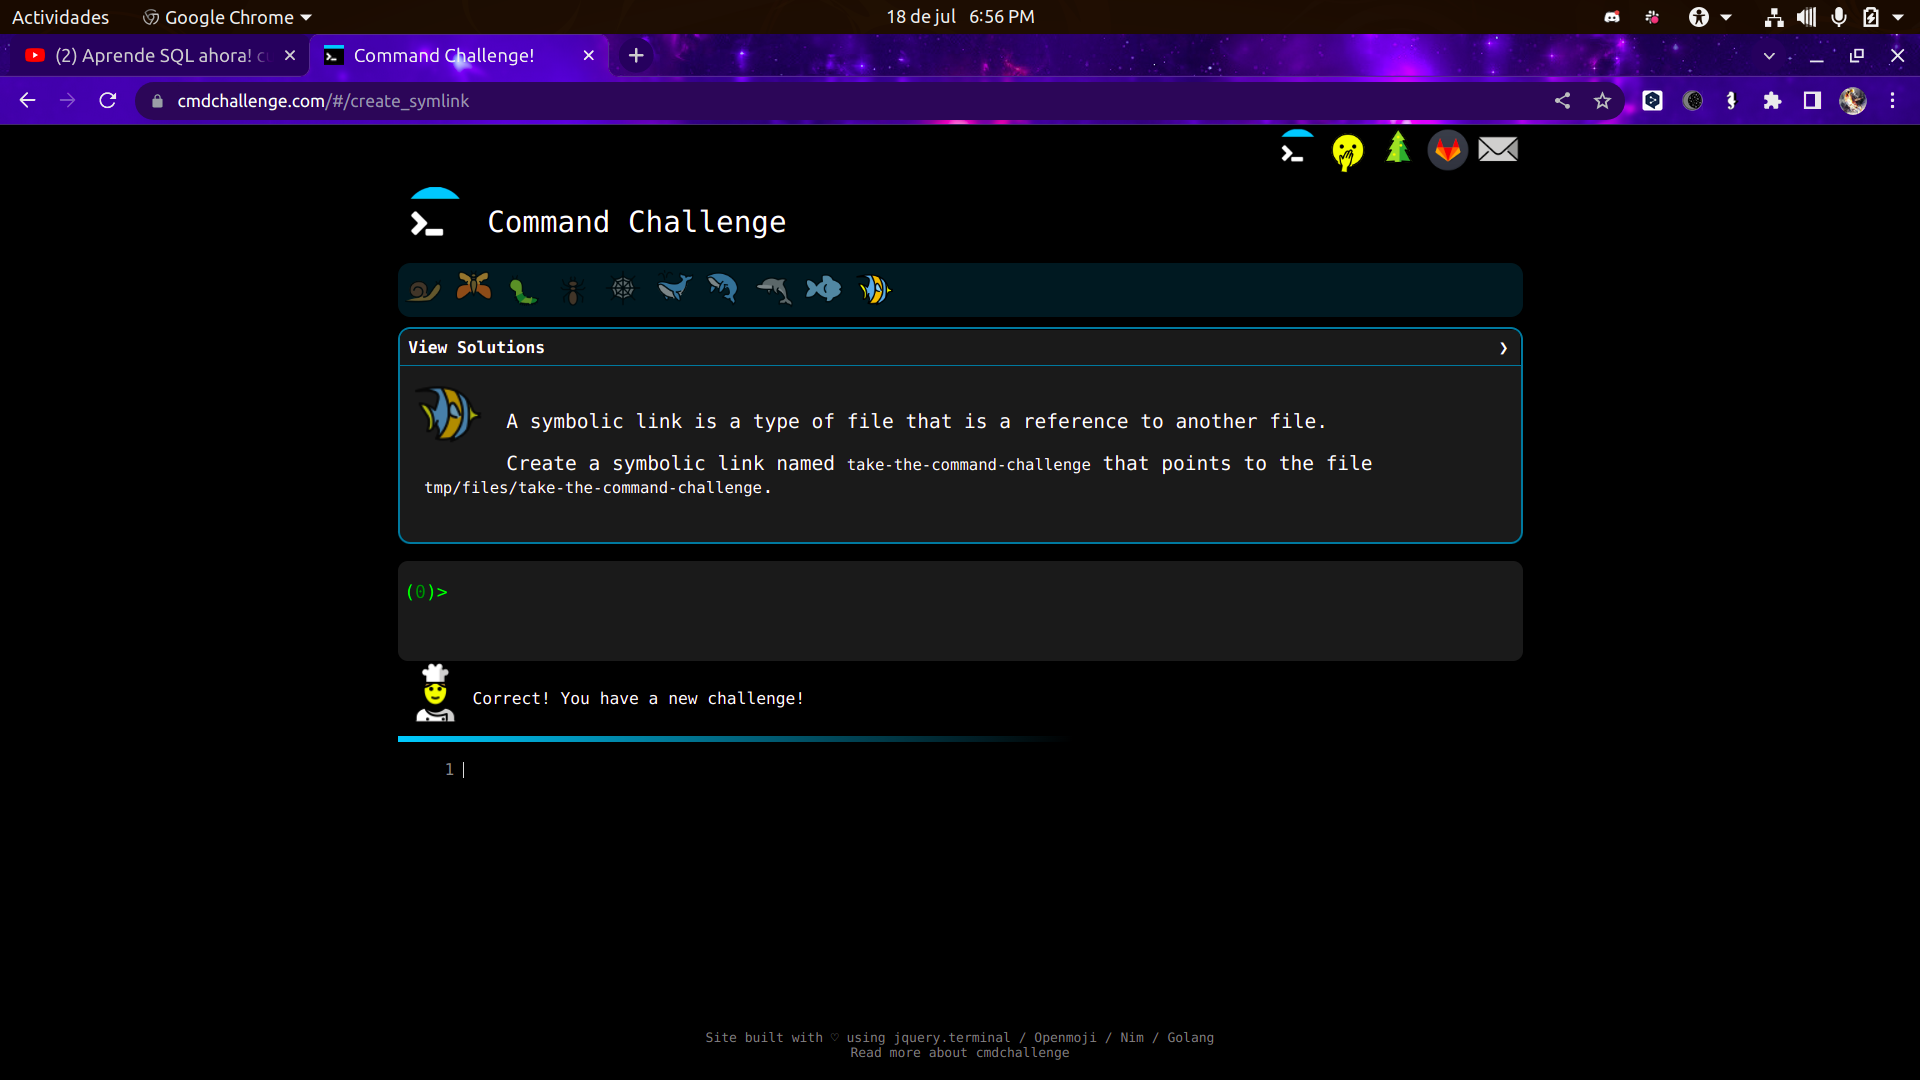 Actividades
Google Chrome
18 de jul 6:56 PM
(2) Aprende SQL ahora! c
Command Challenge!
cmdchallenge.com/#/create_symlink
Command Challenge
View Solutions
A symbolic link is a type of file that is a reference to another file.
Create a symbolic link named take-the-command-challenge that points to the file
tmp/files/take-the-command-challenge.
(0)>
Correct! You have a new challenge!
1
Site built with ♡ using jquery.terminal / Openmoji / Nim / Golang
Read more about cmdchallenge